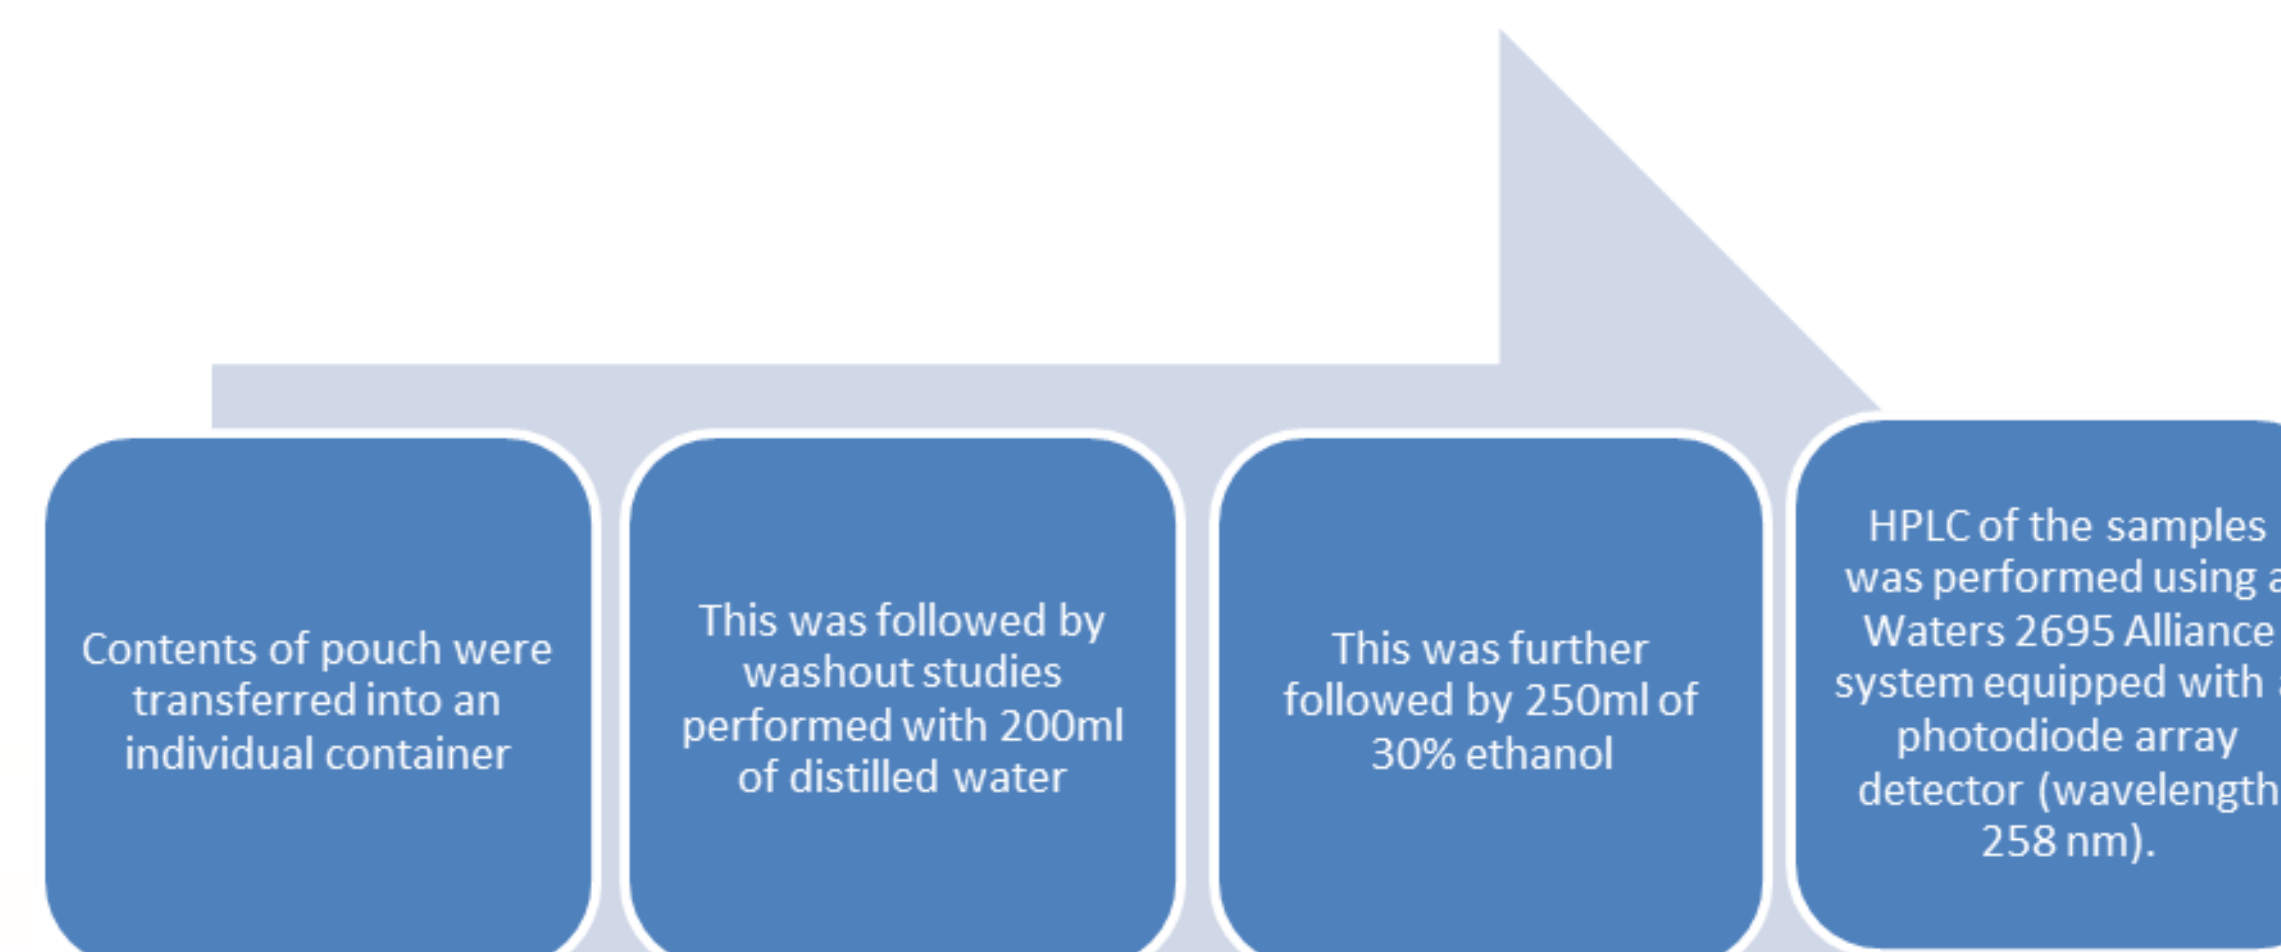 Contents of pouch were
transferred into an
individual container
This was followed by
washout studies
performed with 200ml
of distilled water
This was further
followed by 250ml of
30% ethanol
HPLC of the samples
was performed using a
Waters 2695 Alliance
system equipped with
photodiode array
detector (wavelength
258 nm).